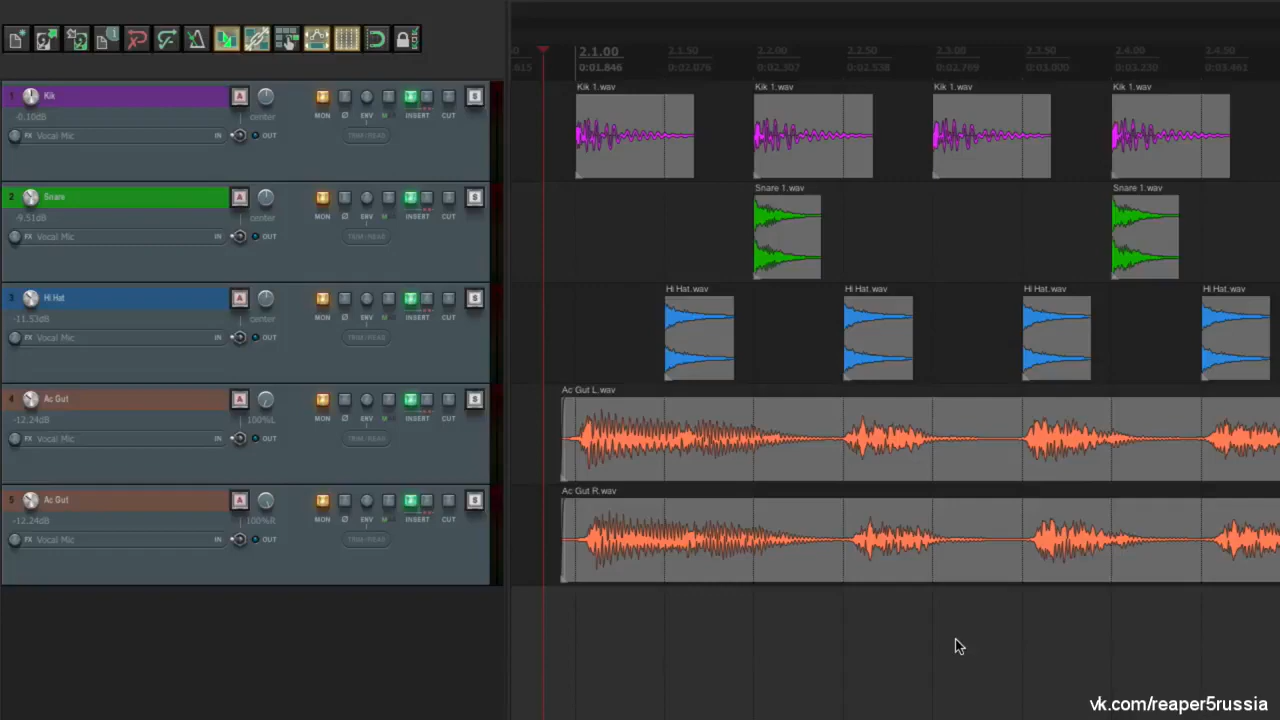 2.1.00 2.1.50 2.2.00 2.2.50 2.3.00 2.3.50 2.4.00 2.4.50
.615 0:01.846 0:02.076 0:02.307 0:02.538 0:02.769 0:03.000 0:03.230 0:03.461
Kik 1.wav Kik 1.wav Kik 1.wav Kik 1.wav
1 Kik A S
-0.10dB center MON Ø ENV M INSERT CUT
FX Vocal Mic IN OUT TRIM/READ
Snare 1.wav Snare 1.wav
2 Snare A S
-9.51dB center MON Ø ENV M INSERT CUT
FX Vocal Mic IN OUT TRIM/READ
Hi Hat.wav Hi Hat.wav Hi Hat.wav Hi Hat.wav
3 Hi Hat A S
-11.53dB center MON Ø ENV M INSERT CUT
FX Vocal Mic IN OUT TRIM/READ
Ac Gut L.wav
4 Ac Gut A S
-12.24dB 100%L MON Ø ENV M INSERT CUT
FX Vocal Mic IN OUT TRIM/READ
Ac Gut R.wav
5 Ac Gut A S
-12.24dB 100%R MON Ø ENV M INSERT CUT
FX Vocal Mic IN OUT TRIM/READ
vk.com/reaper5russia